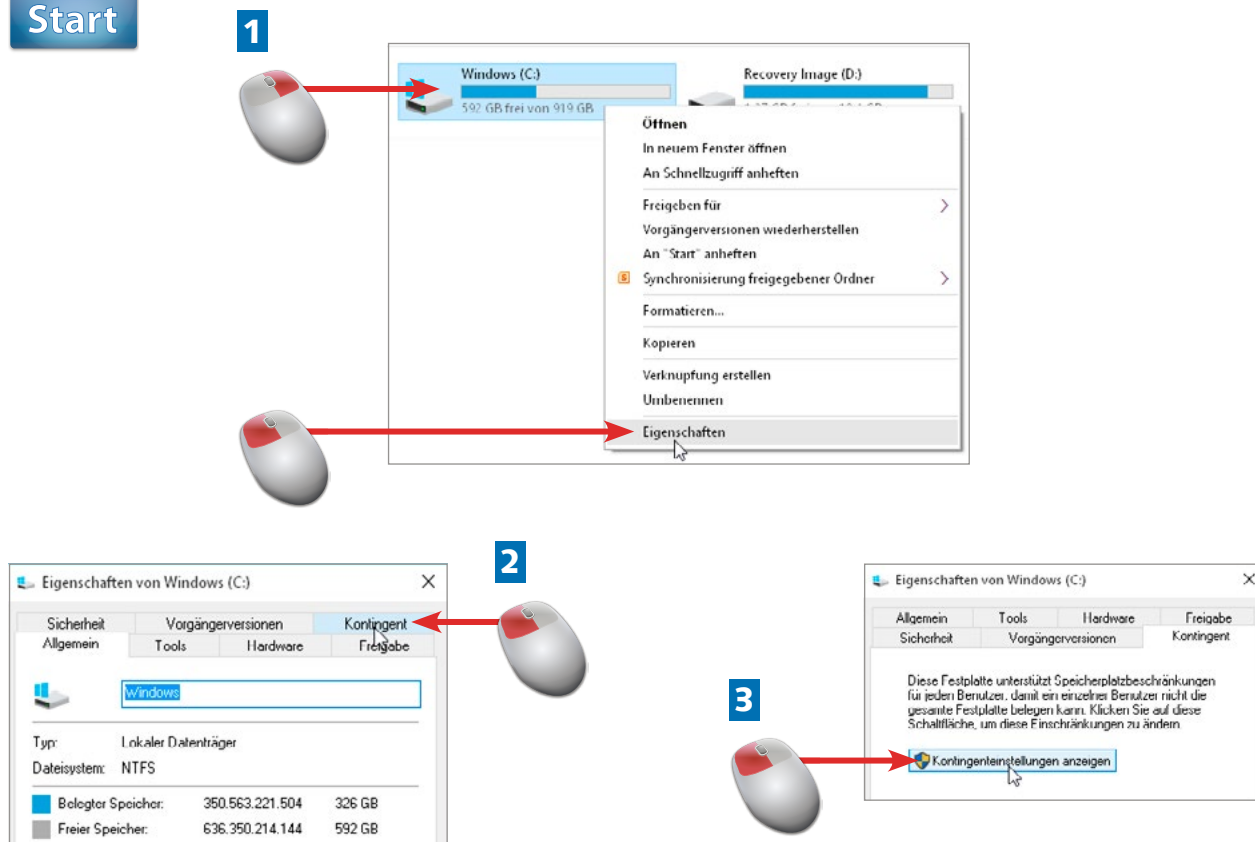 Start
1
Windows (C:)
592 GB frei von 919 GB
Recovery Image (D:)
Öffnen
In neuem Fenster öffnen
An Schnellzugriff anheften
Freigeben für
Vorgängerversionen wiederherstellen
An "Start" anheften
Synchronisierung freigegebener Ordner
Formatieren...
Kopieren
Verknüpfung erstellen
Umbenennen
Eigenschaften
2
Eigenschaften von Windows (C:)
Sicherheit Vorgängerversionen Kontingent
Allgemein Tools Hardware Freigabe
Windows
Typ: Lokaler Datenträger
Dateisystem: NTFS
Belegter Speicher: 350.563.221.504 326 GB
Freier Speicher: 636.350.214.144 592 GB
3
Eigenschaften von Windows (C:)
Allgemein Tools Hardware Freigabe
Sicherheit Vorgängerversionen Kontingent
Diese Festplatte unterstützt Speicherplatzbeschränkungen
für jeden Benutzer, damit ein einzelner Benutzer nicht die
gesamte Festplatte belegen kann. Klicken Sie auf diese
Schaltfläche, um diese Einschränkungen zu ändern.
Kontingenteinstellungen anzeigen